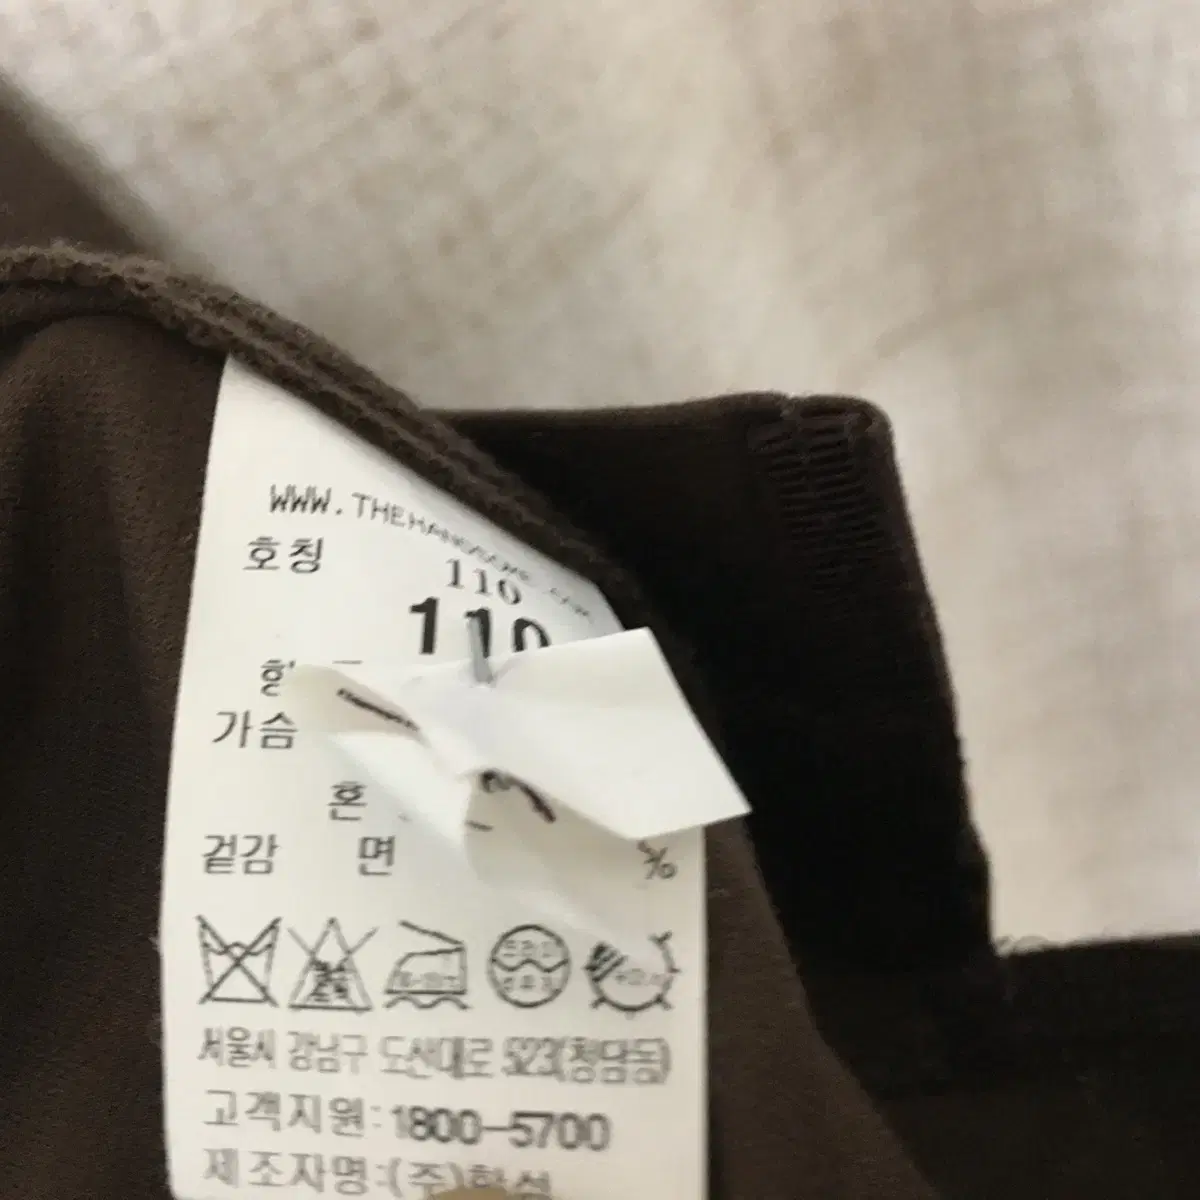 WWW.THEHANDSOME.COM
호칭 110
110
가슴
혼
겉감 면 %
서울시 강남구 도산대로 523(청담동)
고객지원:1800-5700
제조자명:(주)한섬